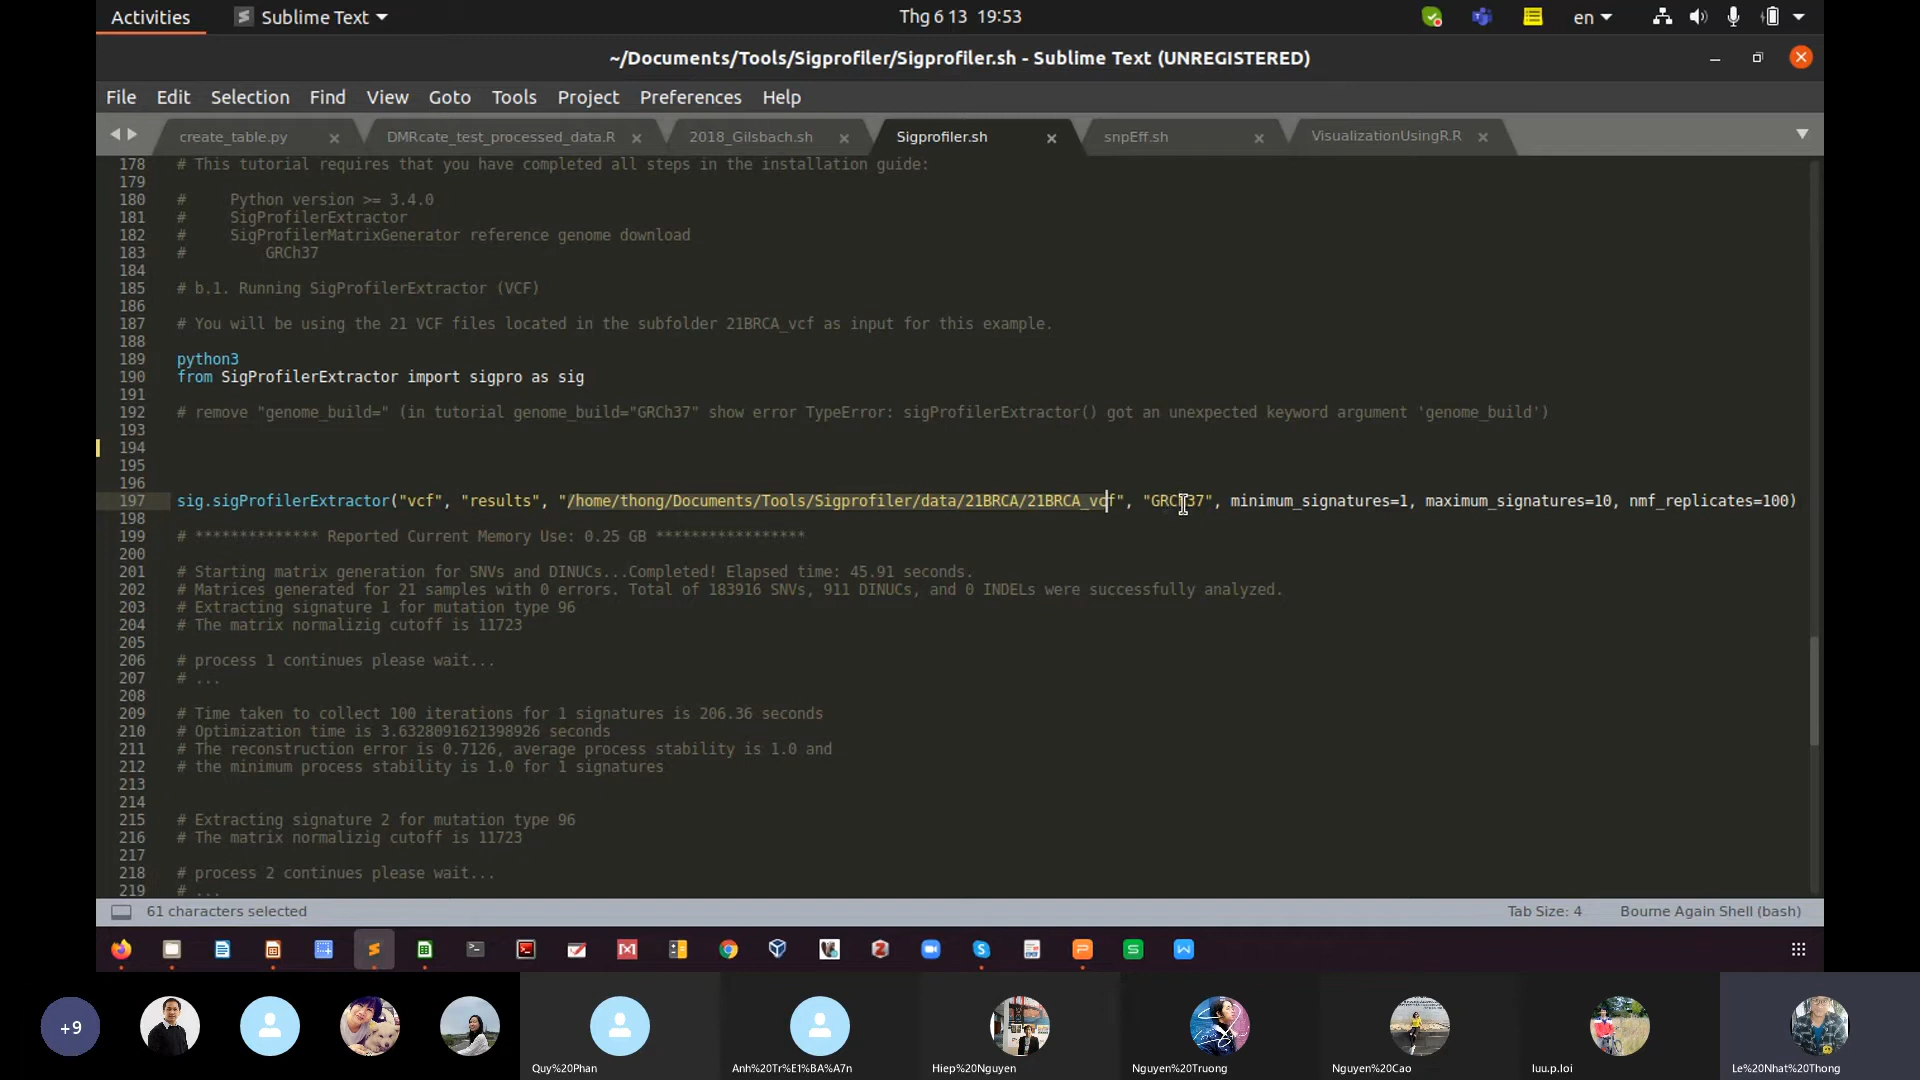 Activities Sublime Text Thg 6 13 19:53 en
~/Documents/Tools/Sigprofiler/Sigprofiler.sh - Sublime Text (UNREGISTERED)
File Edit Selection Find View Goto Tools Project Preferences Help
create_table.py DMRcate_test_processed_data.R 2018_Gilsbach.sh Sigprofiler.sh snpEff.sh VisualizationUsingR.R
178 # This tutorial requires that you have completed all steps in the installation guide:
179
180 # Python version >= 3.4.0
181 # SigProfilerExtractor
182 # SigProfilerMatrixGenerator reference genome download
183 # GRCh37
184
185 # b.1. Running SigProfilerExtractor (VCF)
186
187 # You will be using the 21 VCF files located in the subfolder 21BRCA_vcf as input for this example.
188
189 python3
190 from SigProfilerExtractor import sigpro as sig
191
192 # remove "genome_build=" (in tutorial genome_build="GRCh37" show error TypeError: sigProfilerExtractor() got an unexpected keyword argument 'genome_build')
193
194
195
196
197 sig.sigProfilerExtractor("vcf", "results", "/home/thong/Documents/Tools/Sigprofiler/data/21BRCA/21BRCA_vcf", "GRCh37", minimum_signatures=1, maximum_signatures=10, nmf_replicates=100)
198
199 # ************** Reported Current Memory Use: 0.25 GB *****************
200
201 # Starting matrix generation for SNVs and DINUCs...Completed! Elapsed time: 45.91 seconds.
202 # Matrices generated for 21 samples with 0 errors. Total of 183916 SNVs, 911 DINUCs, and 0 INDELs were successfully analyzed.
203 # Extracting signature 1 for mutation type 96
204 # The matrix normalizig cutoff is 11723
205
206 # process 1 continues please wait...
207 # ...
208
209 # Time taken to collect 100 iterations for 1 signatures is 206.36 seconds
210 # Optimization time is 3.6328091621398926 seconds
211 # The reconstruction error is 0.7126, average process stability is 1.0 and
212 # the minimum process stability is 1.0 for 1 signatures
213
214
215 # Extracting signature 2 for mutation type 96
216 # The matrix normalizig cutoff is 11723
217
218 # process 2 continues please wait...
219 # ...
61 characters selected Tab Size: 4 Bourne Again Shell (bash)
+9
Quy%20Phan Anh%20Tr%E1%BA%A7n Hiep%20Nguyen Nguyen%20Truong Nguyen%20Cao luu.p.loi Le%20Nhat%20Thong